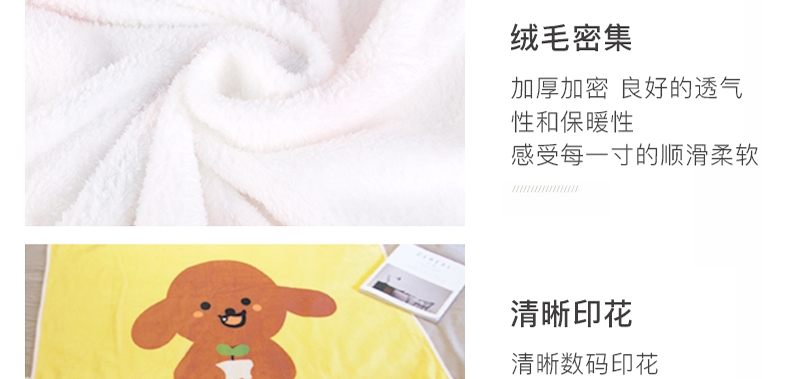 绒毛密集
加厚加密 良好的透气
性和保暖性
感受每一寸的顺滑柔软
清晰印花
清晰数码印花